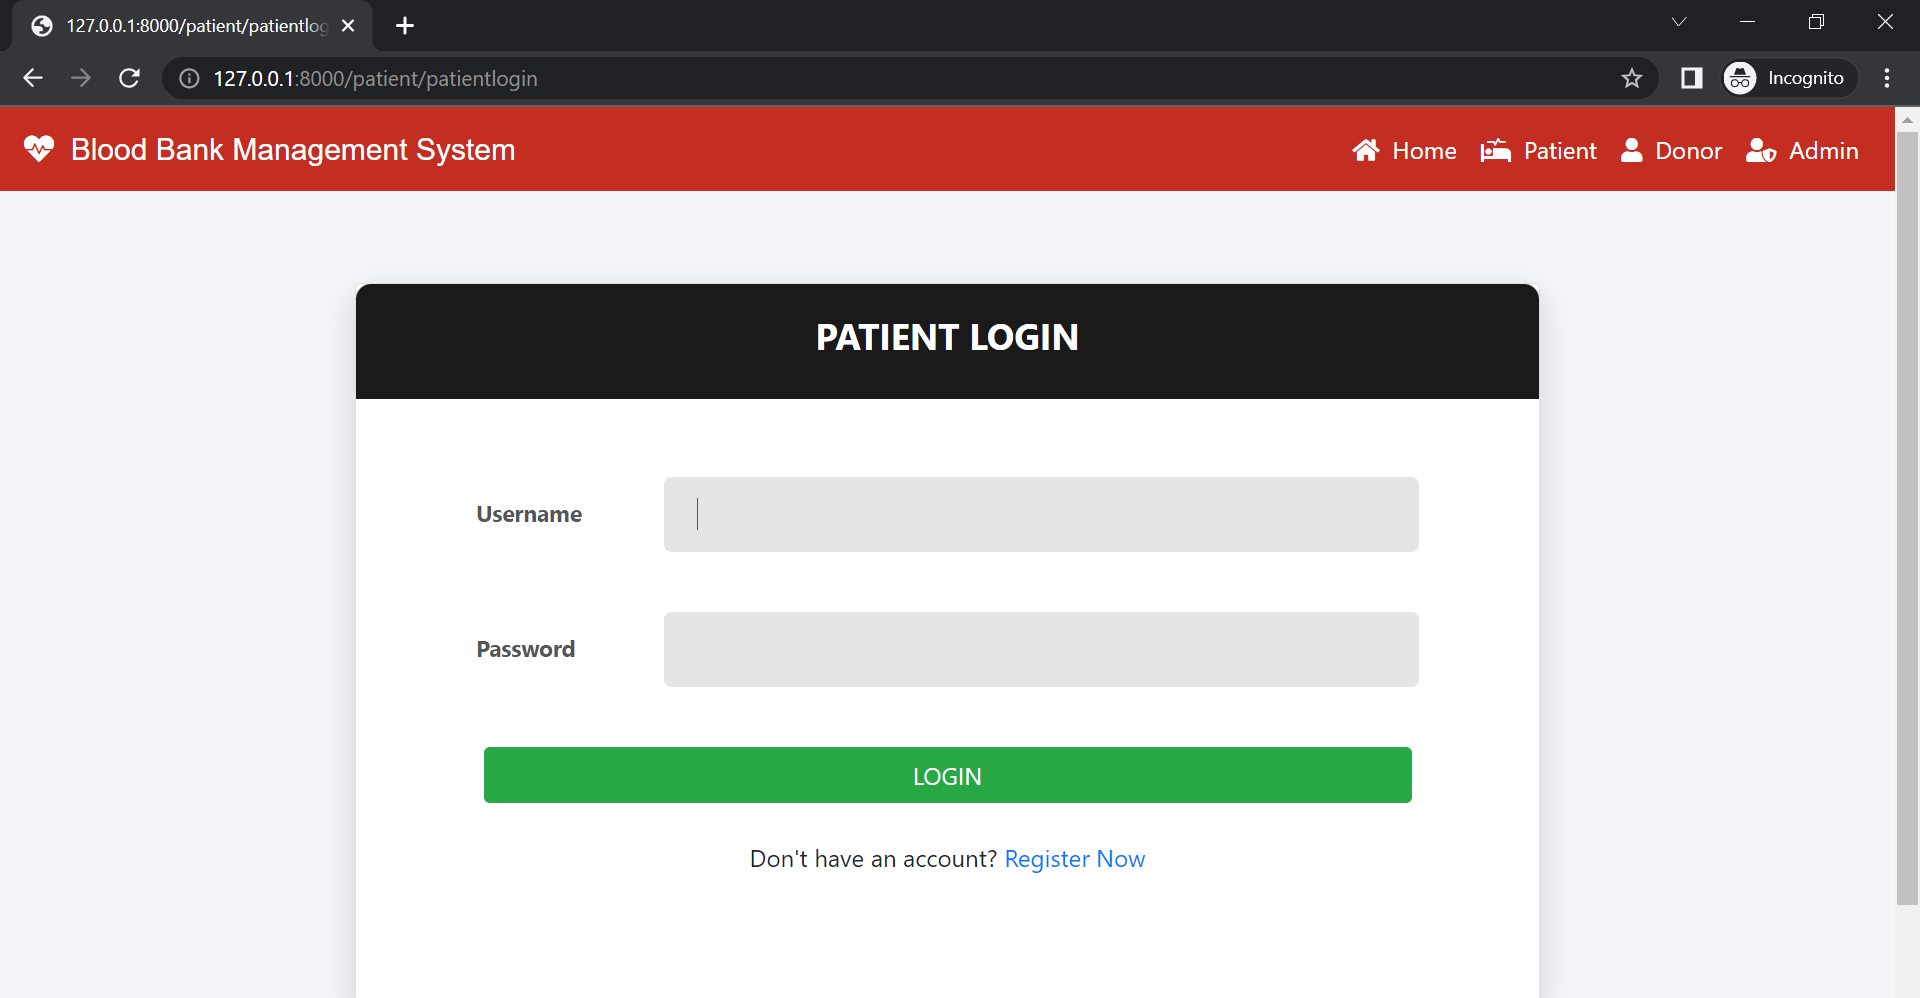 127.0.0.1:8000/patient/patientlog
127.0.0.1:8000/patient/patientlogin
Incognito
Blood Bank Management System
Home Patient Donor Admin
PATIENT LOGIN
Username
Password
LOGIN
Don't have an account? Register Now